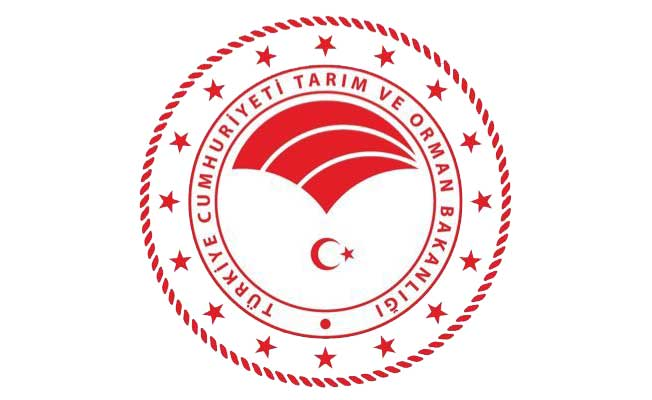 TÜRKİYE CUMHURİYETİ TARIM VE ORMAN BAKANLIĞI